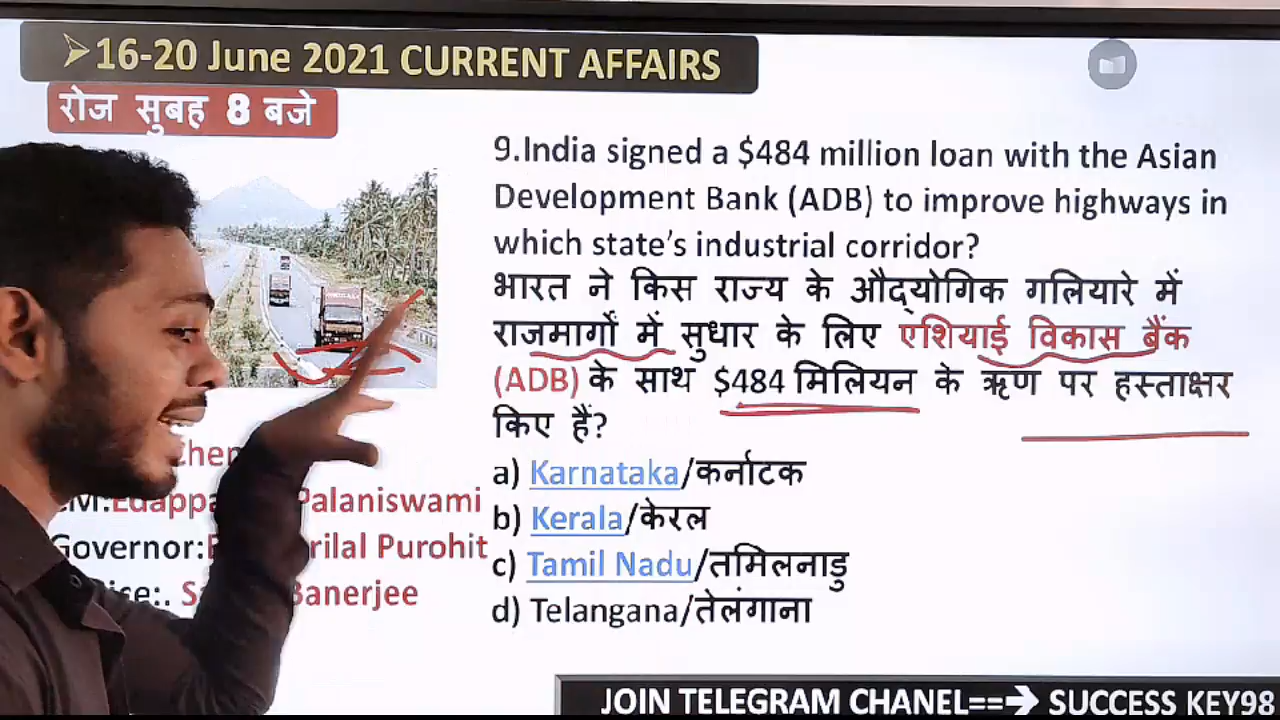 ➢16-20 June 2021 CURRENT AFFAIRS
रोज सुबह 8 बजे
9.India signed a $484 million loan with the Asian
Development Bank (ADB) to improve highways in
which state's industrial corridor?
भारत ने किस राज्य के औद्योगिक गलियारे में
राजमार्गों में सुधार के लिए एशियाई विकास बैंक
(ADB) के साथ $484 मिलियन के ऋण पर हस्ताक्षर
किए हैं?
a) Karnataka/कर्नाटक
b) Kerala/केरल
c) Tamil Nadu/तमिलनाडु
d) Telangana/तेलंगाना
Palaniswami
Governor: Purohit
Banerjee
JOIN TELEGRAM CHANEL==➔ SUCCESS KEY98